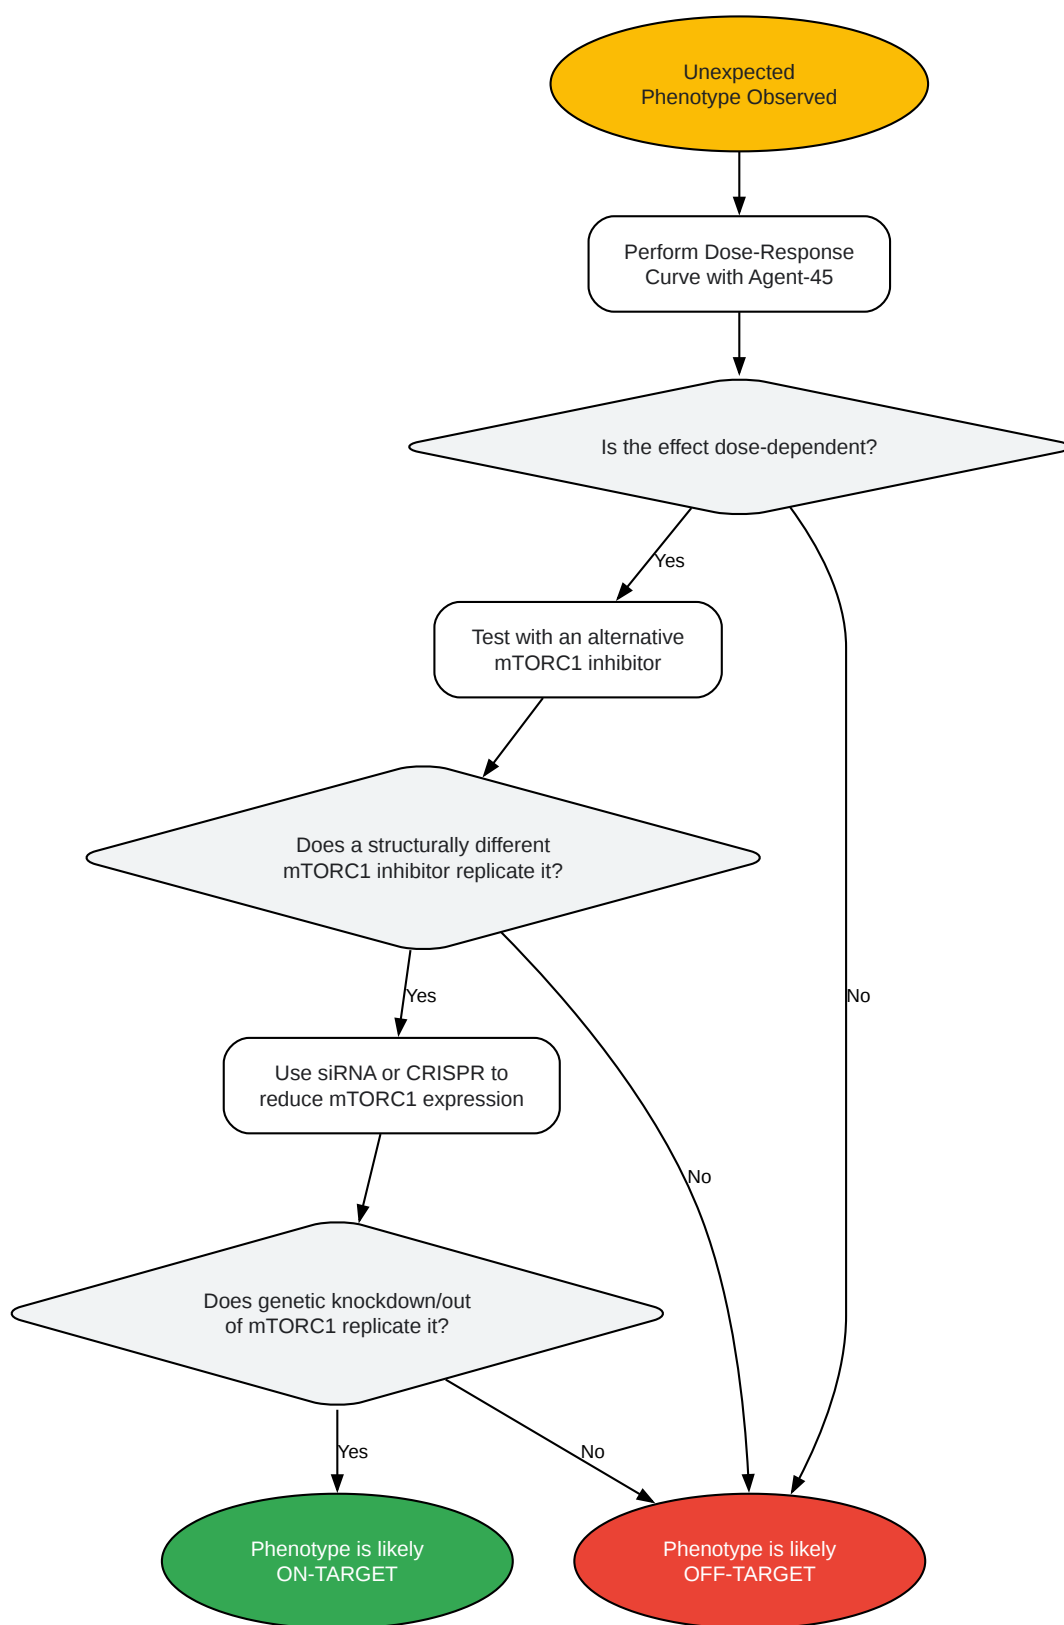 Unexpected
Phenotype Observed
Perform Dose-Response
Curve with Agent-45
Is the effect dose-dependent?
Yes
Test with an alternative
mTORC1 inhibitor
Does a structurally different
mTORC1 inhibitor replicate it?
Yes
No
Use siRNA or CRISPR to
reduce mTORC1 expression
No
Does genetic knockdown/out
of mTORC1 replicate it?
Yes
No
Phenotype is likely
ON-TARGET
Phenotype is likely
OFF-TARGET